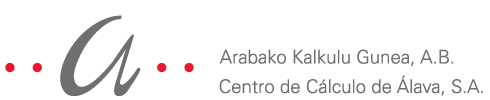 a
Arabako Kalkulu Gunea, A.B.
Centro de Cálculo de Álava, S.A.